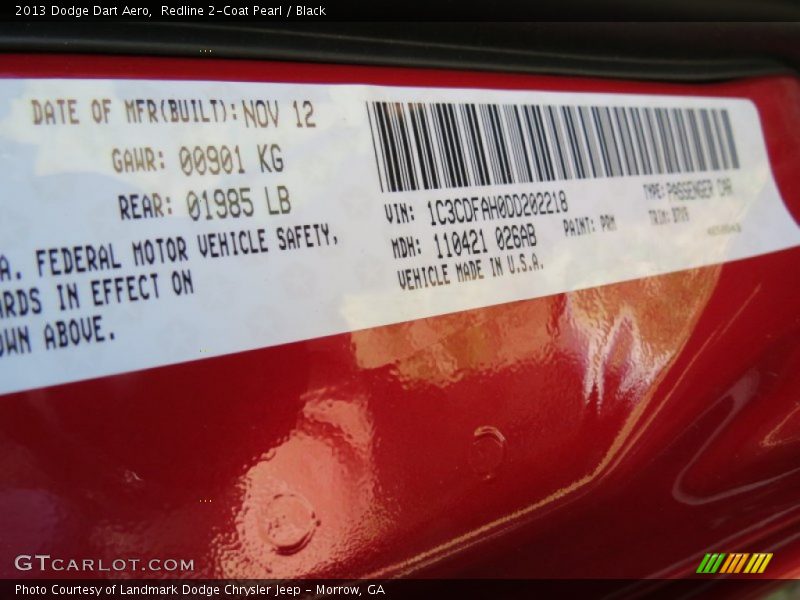 2013 Dodge Dart Aero,  Redline 2-Coat Pearl / Black
DATE OF MFR(BUILT): NOV 12
GAWR: 00901 KG
REAR: 01985 LB
A. FEDERAL MOTOR VEHICLE SAFETY,
ARDS IN EFFECT ON
OWN ABOVE.
VIN: 1C3CDFAH0DD202218
TYPE: PASSENGER CAR
MDH: 110421 026AB
PAINT: PRM
TRIM:
VEHICLE MADE IN U.S.A.
GTCARLOT.COM
Photo Courtesy of Landmark Dodge Chrysler Jeep - Morrow, GA